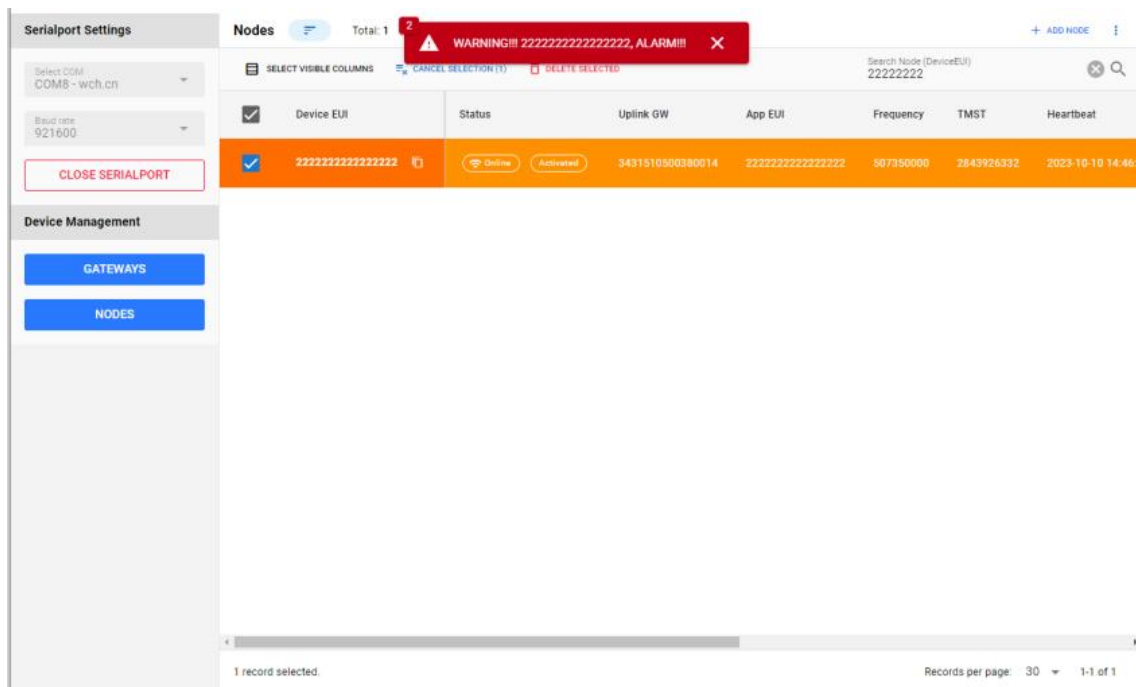 Serialport Settings
Select COM
COM8 - wch.cn
Baud rate
921600
CLOSE SERIALPORT
Device Management
GATEWAYS
NODES
Nodes
Total: 1
2
WARNING!!! 2222222222222222, ALARM!!!
+ ADD NODE
SELECT VISIBLE COLUMNS
CANCEL SELECTION (1)
DELETE SELECTED
Search Node (DeviceEUI)
22222222
Device EUI Status Uplink GW App EUI Frequency TMST Heartbeat
2222222222222222 Online Activated 3431510500380014 2222222222222222 507350000 2843926332 2023-10-10 14:46:
1 record selected.
Records per page: 30 1-1 of 1